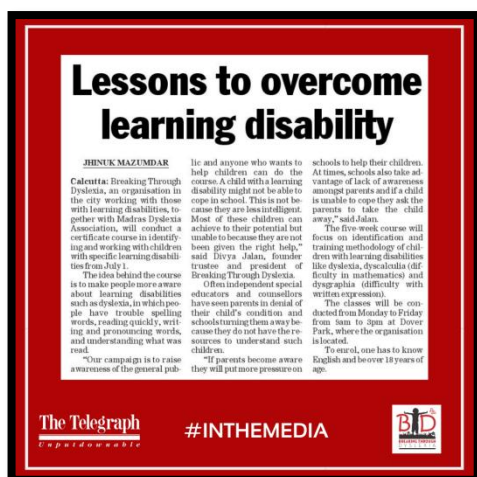 Lessons to overcome
learning disability
JHINUK MAZUMDAR
Calcutta: Breaking Through
Dyslexia, an organisation in
the city working with those
with learning disabilities, to-
gether with Madras Dyslexia
Association, will conduct a
certificate course in identify-
ing and working with children
with specific learning disabili-
ties from July 1.
The idea behind the course
is to make people more aware
about learning disabilities
such as dyslexia, in which peo-
ple have trouble spelling
words, reading quickly, writ-
ing and pronouncing words,
and understanding what was
read.
"Our campaign is to raise
awareness of the general pub-
lic and anyone who wants to
help children can do the
course. A child with a learning
disability might not be able to
cope in school. This is not be-
cause they are less intelligent.
Most of these children can
achieve to their potential but
unable to because they are not
been given the right help,"
said Divya Jalan, founder
trustee and president of
Breaking Through Dyslexia.
Often independent special
educators and counsellors
have seen parents in denial of
their child's condition and
schools turning them away be-
cause they do not have the re-
sources to understand such
children.
"If parents become aware
they will put more pressure on
schools to help their children.
At times, schools also take ad-
vantage of lack of awareness
amongst parents and if a child
is unable to cope they ask the
parents to take the child
away," said Jalan.
The five-week course will
focus on identification and
training methodology of chil-
dren with learning disabilities
like dyslexia, dyscalculia (dif-
ficulty in mathematics) and
dysgraphia (difficulty with
written expression).
The classes will be con-
ducted from Monday to Friday
from 8am to 3pm at Dover
Park, where the organisation
is located.
To enrol, one has to know
English and be over 18 years of
age.
The Telegraph
Unputdownable
#INTHEMEDIA
BTD
BREAKING THROUGH
DYSLEXIA